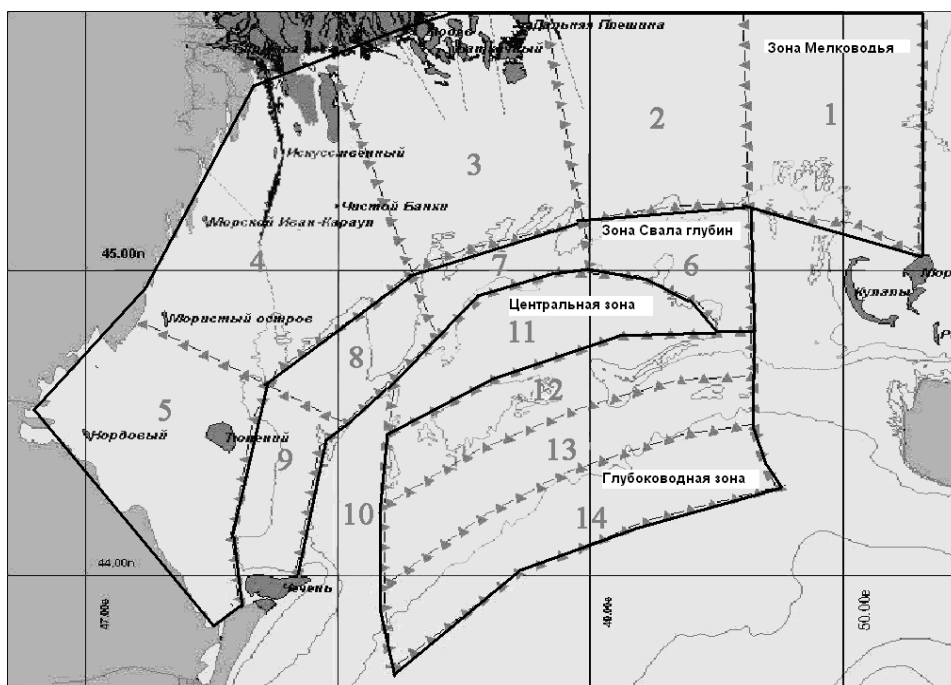 Дальняя Плешина
Зона Мелководья
1
2
3
Искусственный
Чистой Банки
Морской Иван-Караул
4
Зона Свала глубин
45.00n
7
6
Кулалы
Центральная зона
Мористый остров
11
8
12
5
Нордовый
Тюлений
9
13
Глубоководная зона
10
14
44.00n
Чечень
47.00e
49.00e
50.00e